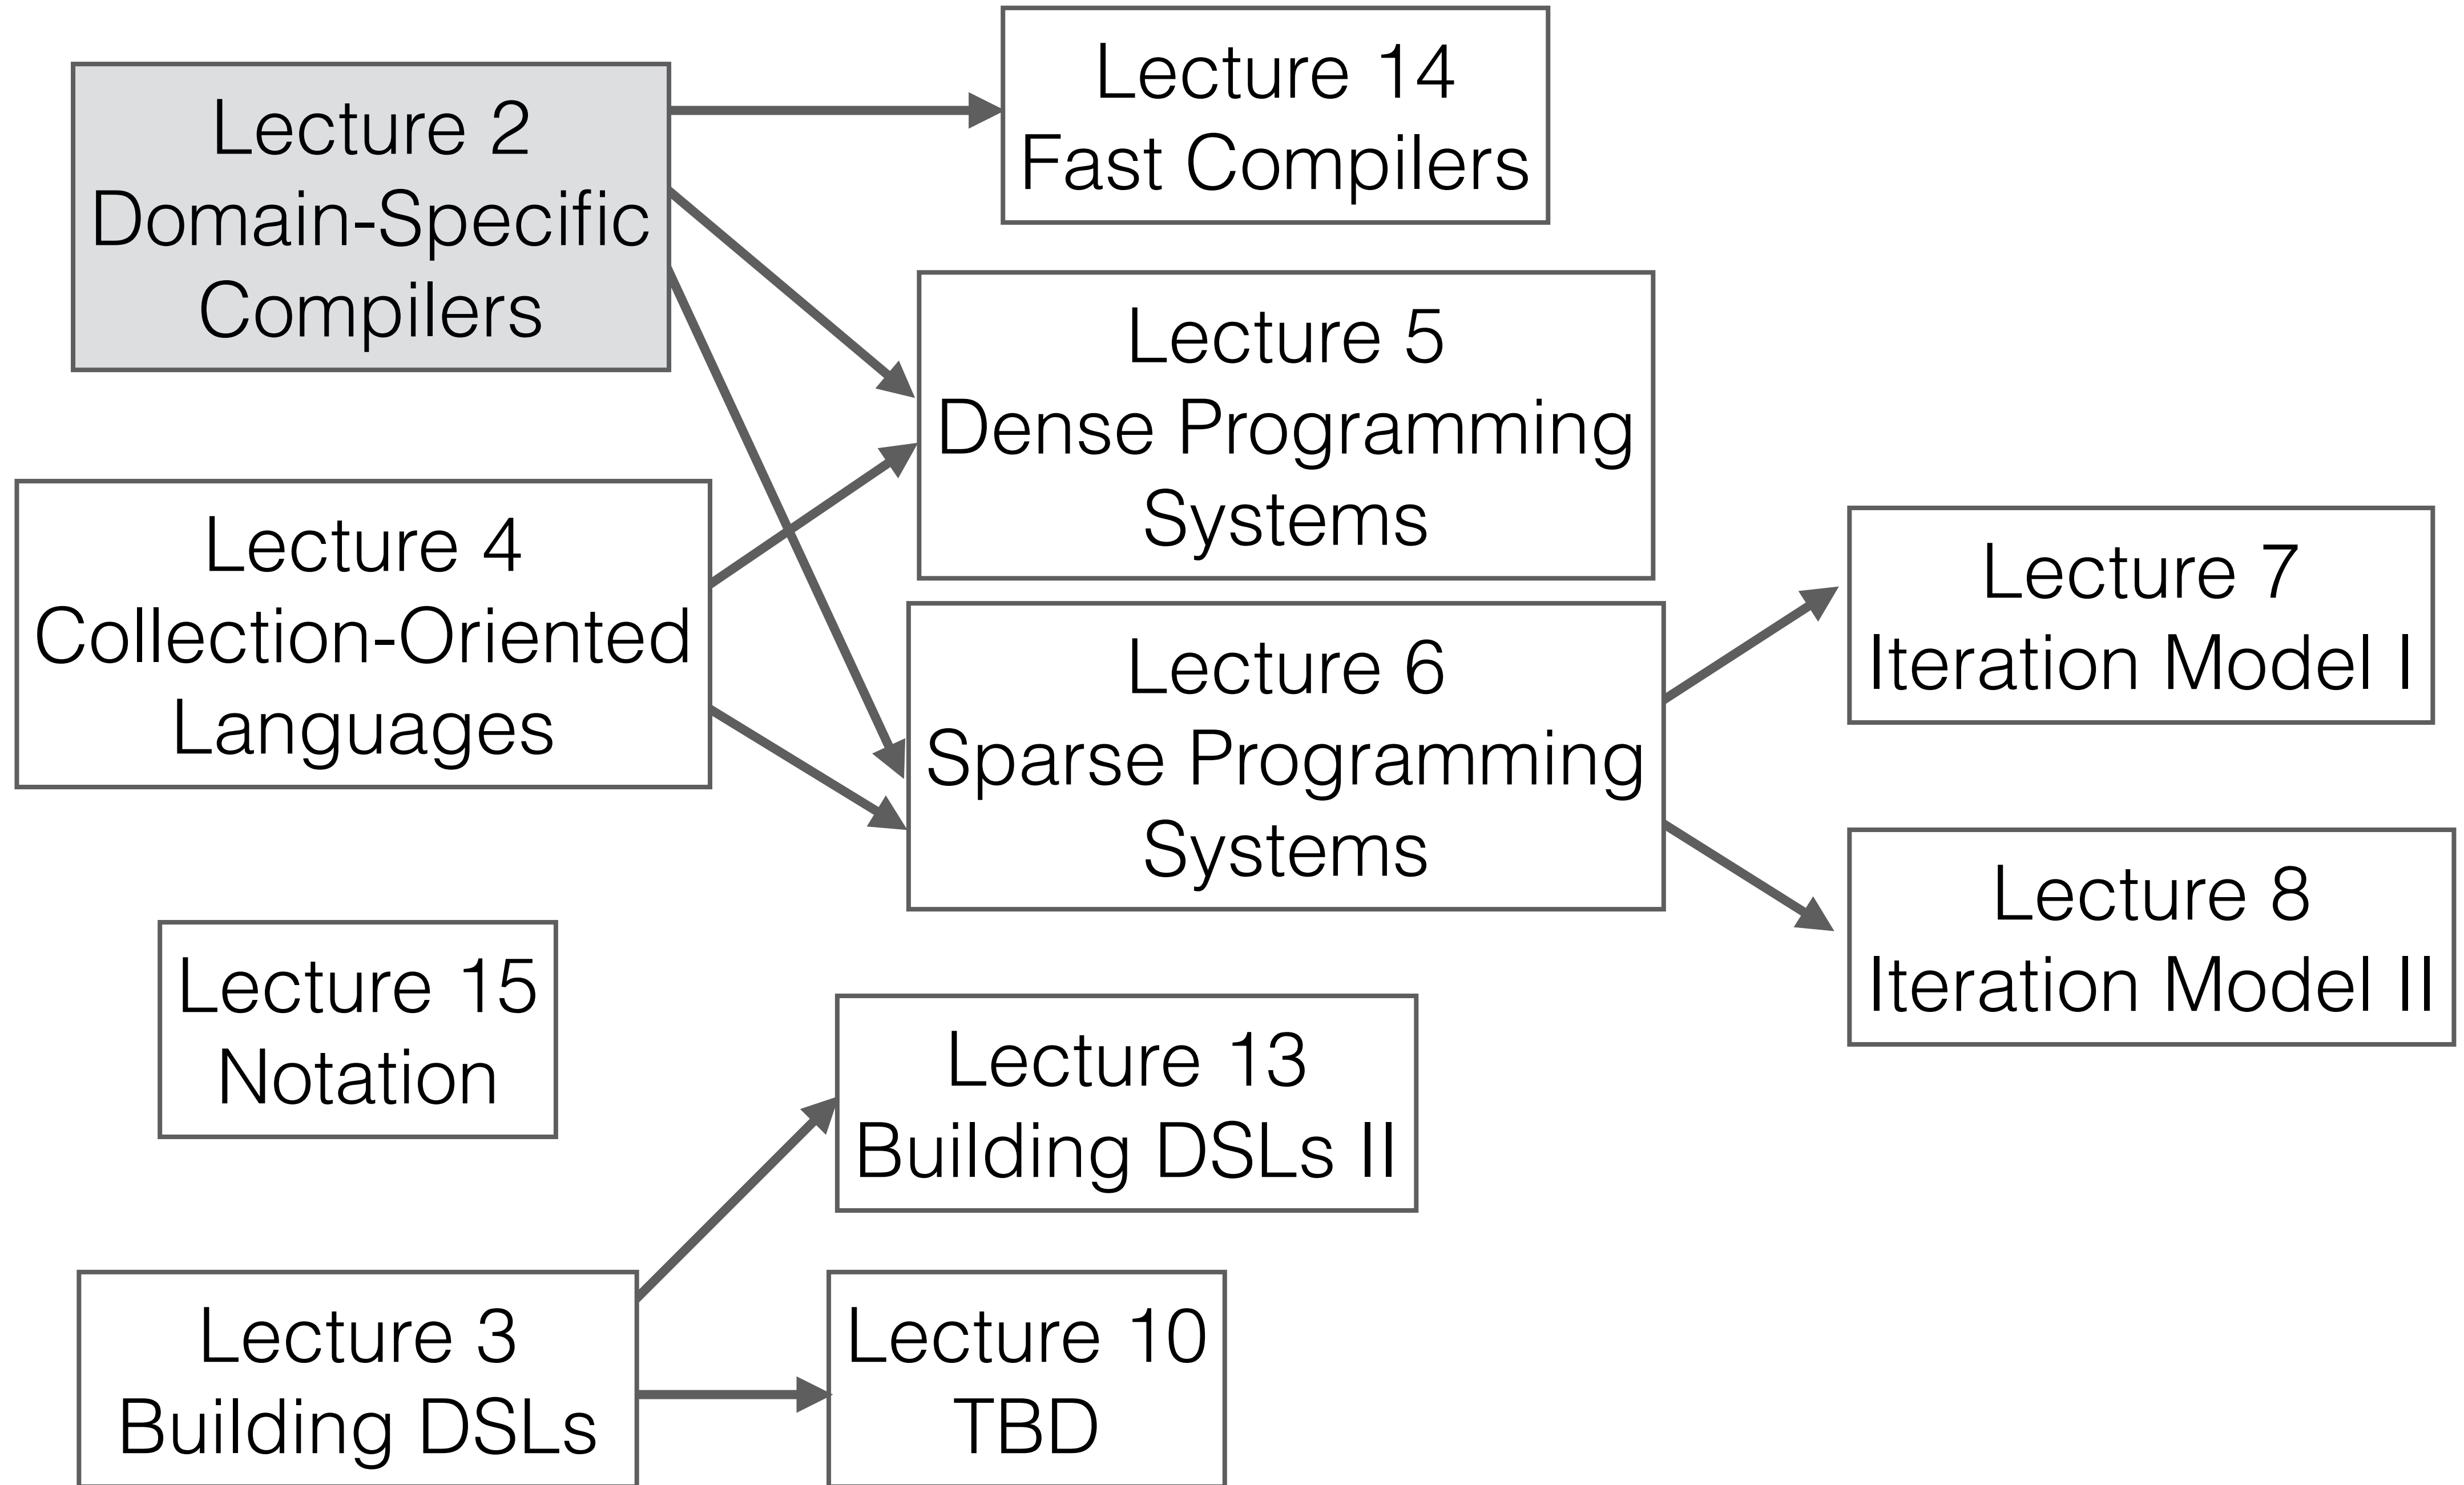 Lecture 2
Domain-Specific
Compilers
Lecture 14
Fast Compilers
Lecture 5
Dense Programming
Systems
Lecture 4
Collection-Oriented
Languages
Lecture 6
Sparse Programming
Systems
Lecture 7
Iteration Model I
Lecture 8
Iteration Model II
Lecture 15
Notation
Lecture 13
Building DSLs II
Lecture 3
Building DSLs
Lecture 10
TBD